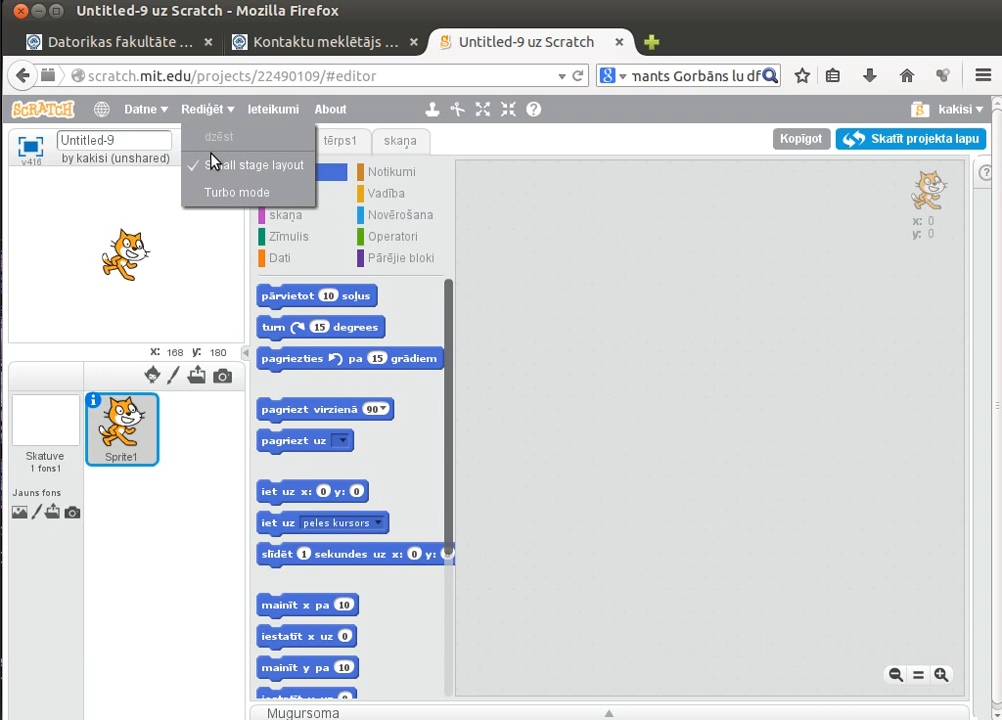 Untitled-9 uz Scratch - Mozilla Firefox
Datorikas fakultāte ...
Kontaktu meklētājs ...
Untitled-9 uz Scratch
scratch.mit.edu/projects/22490109/#editor
mants Gorbāns lu df
SCRATCH
Datne
Rediģēt
Ieteikumi
About
kakisi
v416
Untitled-9
by kakisi (unshared)
dzēst
Small stage layout
Turbo mode
tērps1
skaņa
Kopīgot
Skatīt projekta lapu
Notikumi
Vadība
skaņa
Novērošana
Zīmulis
Operatori
Dati
Pārējie bloki
x: 0
y: 0
pārvietot 10 soļus
turn 15 degrees
pagriezties pa 15 grādiem
pagriezt virzienā 90
pagriezt uz
iet uz x: 0 y: 0
iet uz peles kursors
slīdēt 1 sekundes uz x: 0 y:
mainīt x pa 10
iestatīt x uz 0
mainīt y pa 10
x: 168 y: 180
Sprite1
Skatuve
1 fons1
Jauns fons
Mugursoma